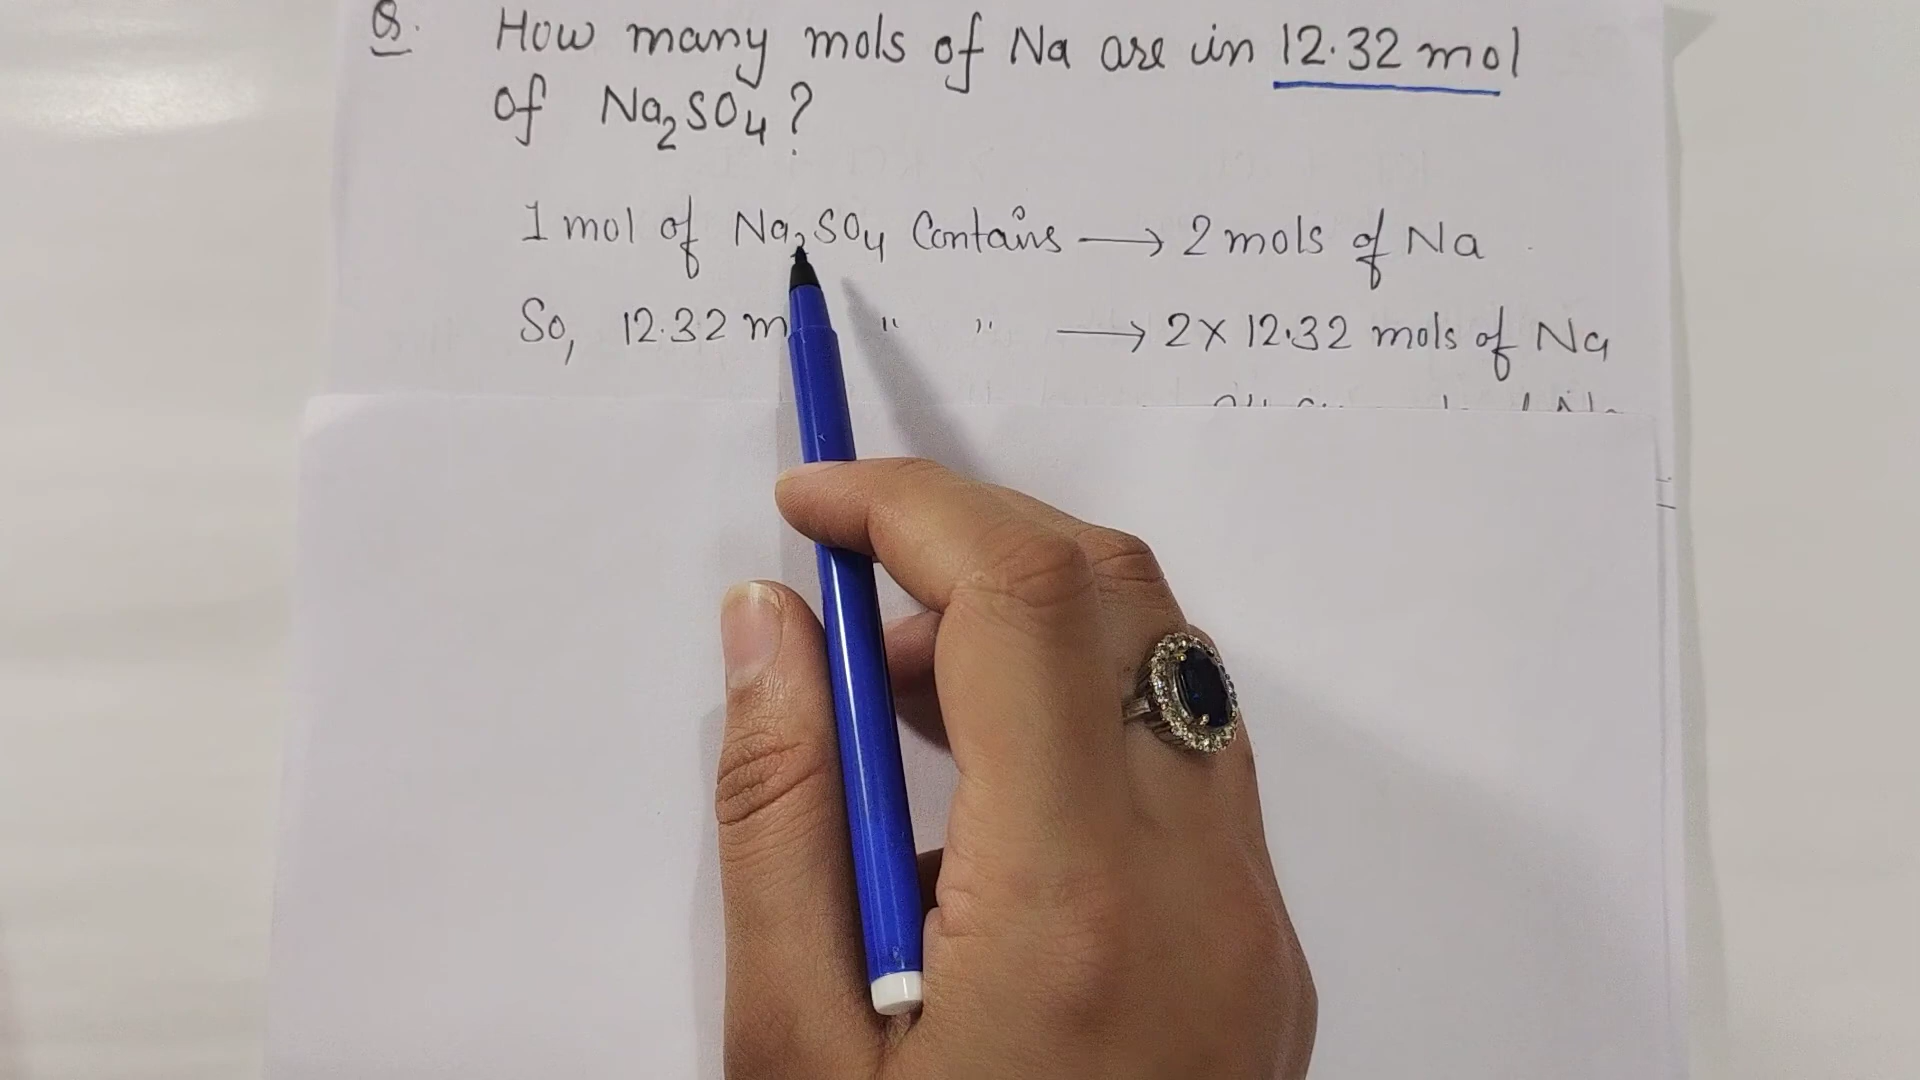 Q. How many mols of Na are in 12.32 mol
of Na₂SO₄?
1 mol of Na₂SO₄ Contains → 2 mols of Na
So, 12.32 m " " → 2 × 12.32 mols of Na